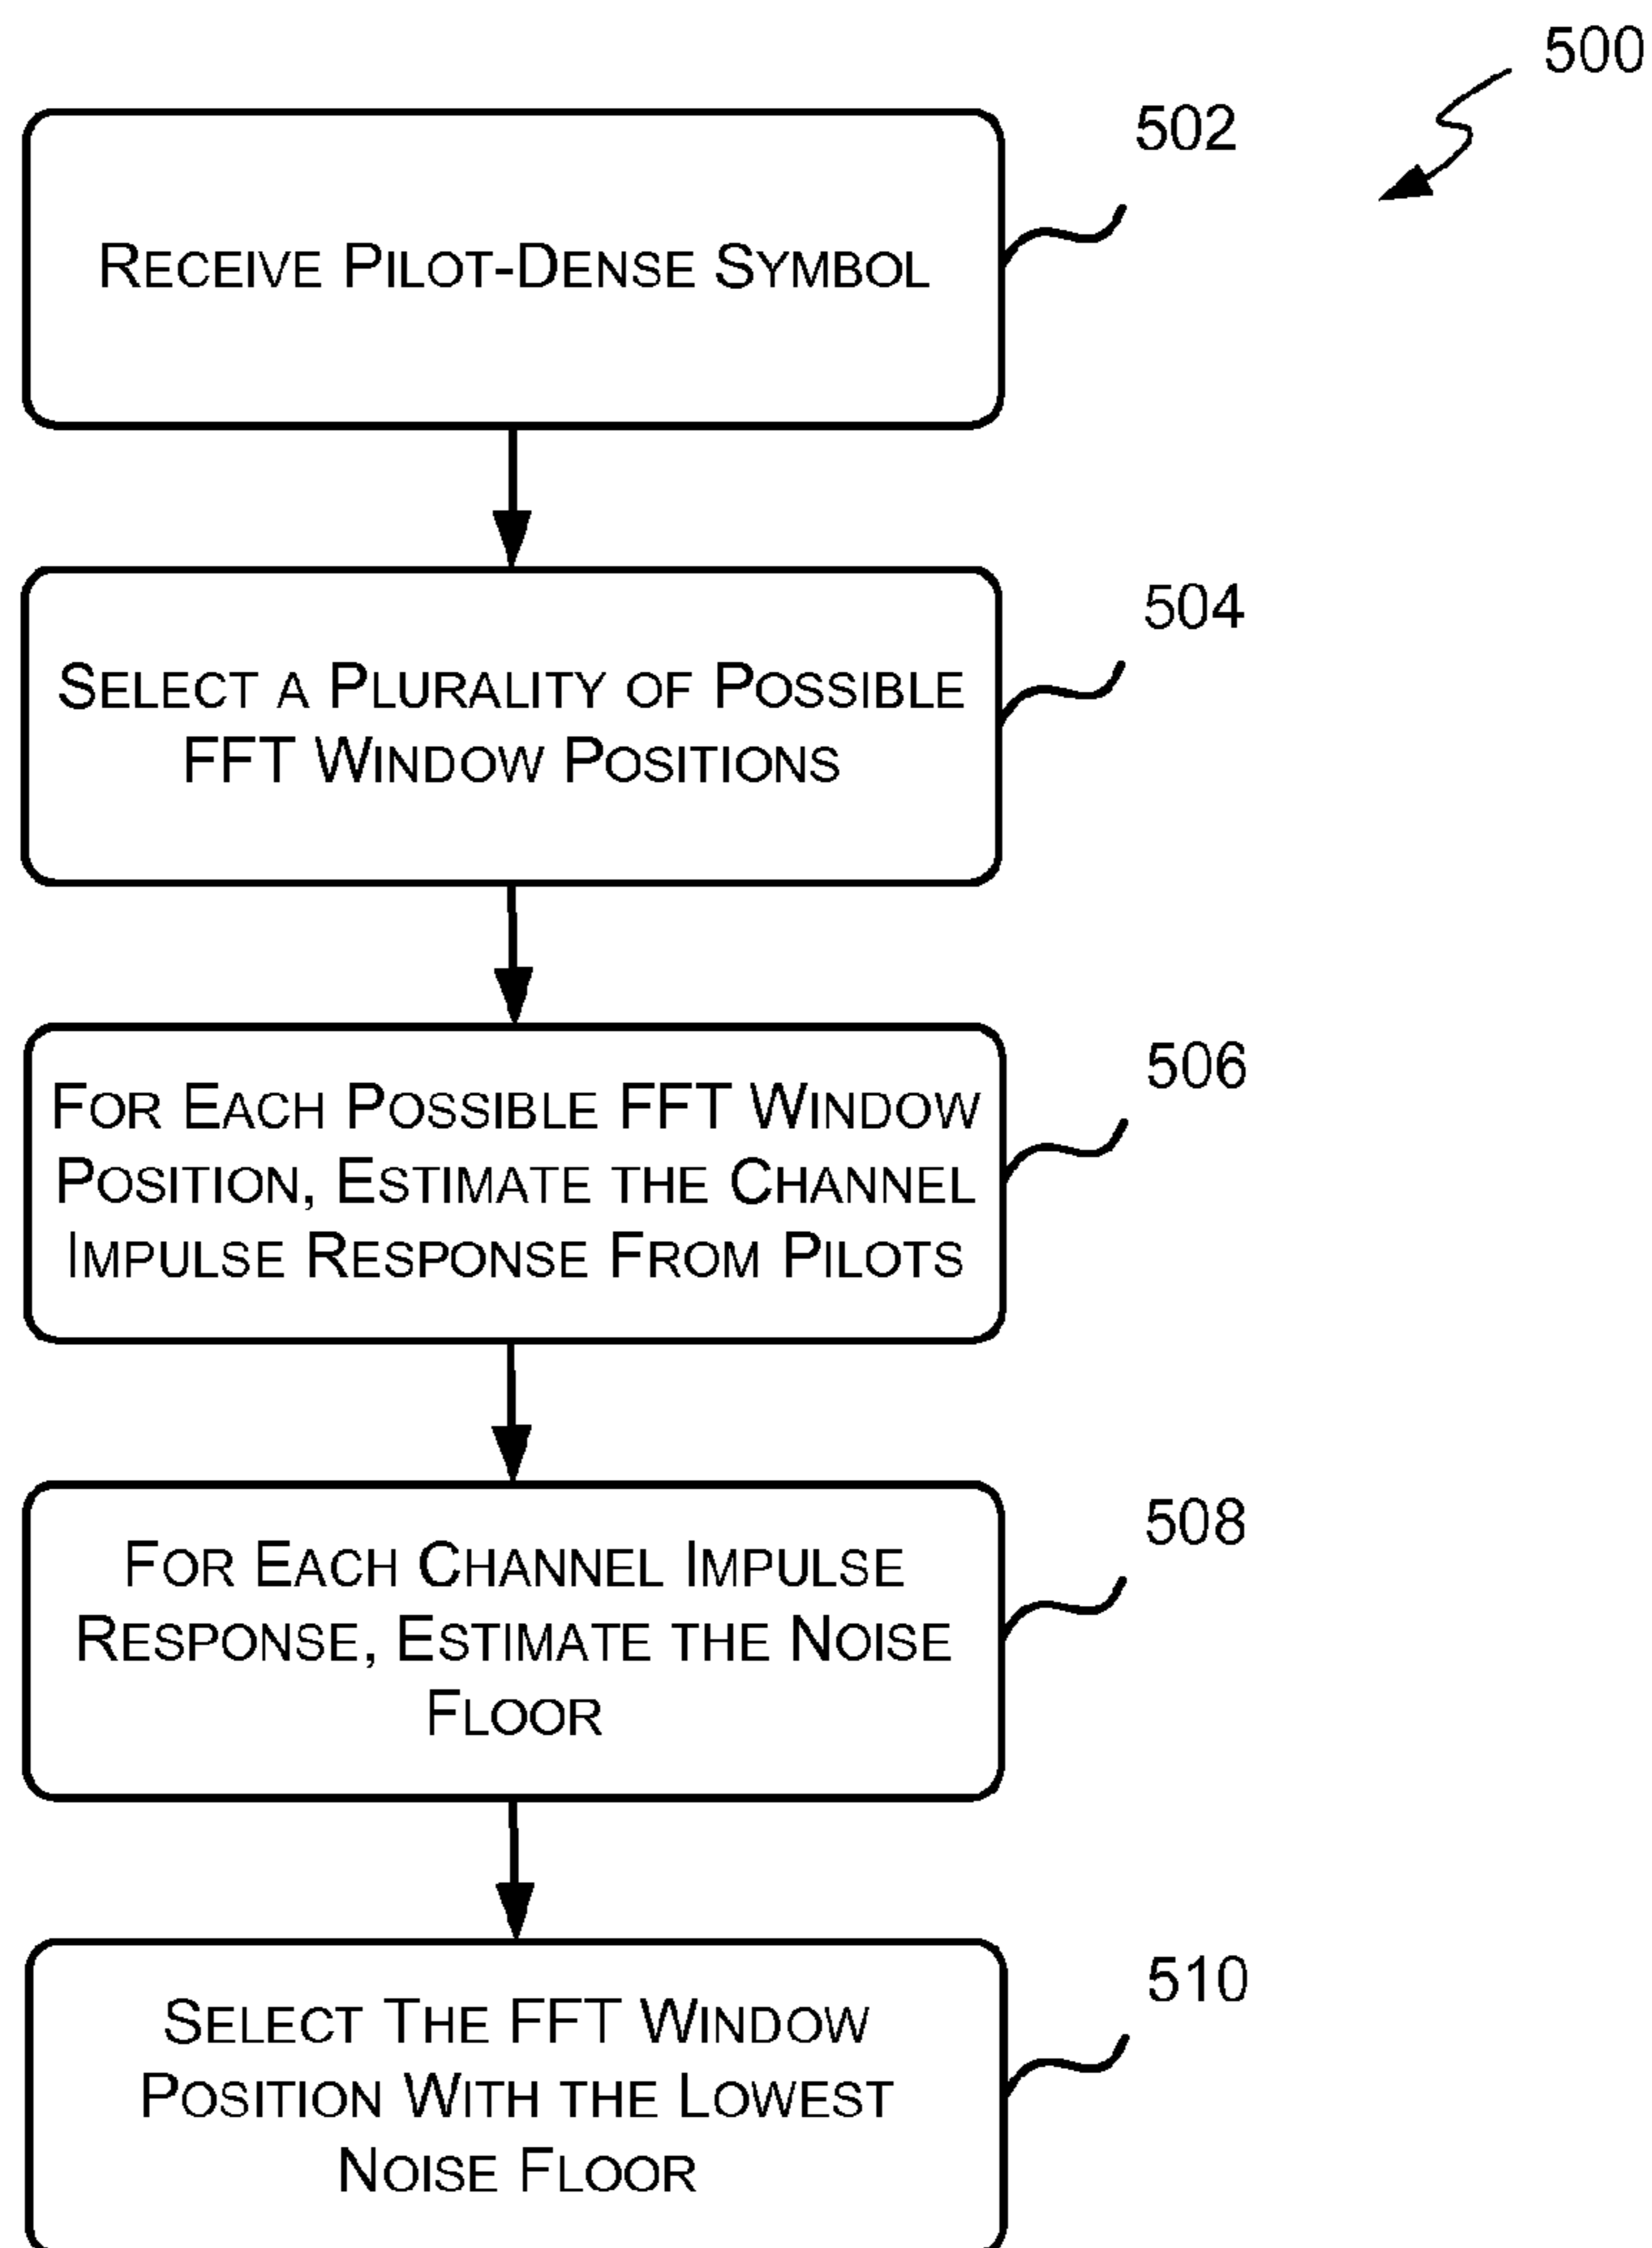 500
502
RECEIVE PILOT-DENSE SYMBOL
504
SELECT A PLURALITY OF POSSIBLE
FFT WINDOW POSITIONS
506
FOR EACH POSSIBLE FFT WINDOW
POSITION, ESTIMATE THE CHANNEL
IMPULSE RESPONSE FROM PILOTS
508
FOR EACH CHANNEL IMPULSE
RESPONSE, ESTIMATE THE NOISE
FLOOR
510
SELECT THE FFT WINDOW
POSITION WITH THE LOWEST
NOISE FLOOR